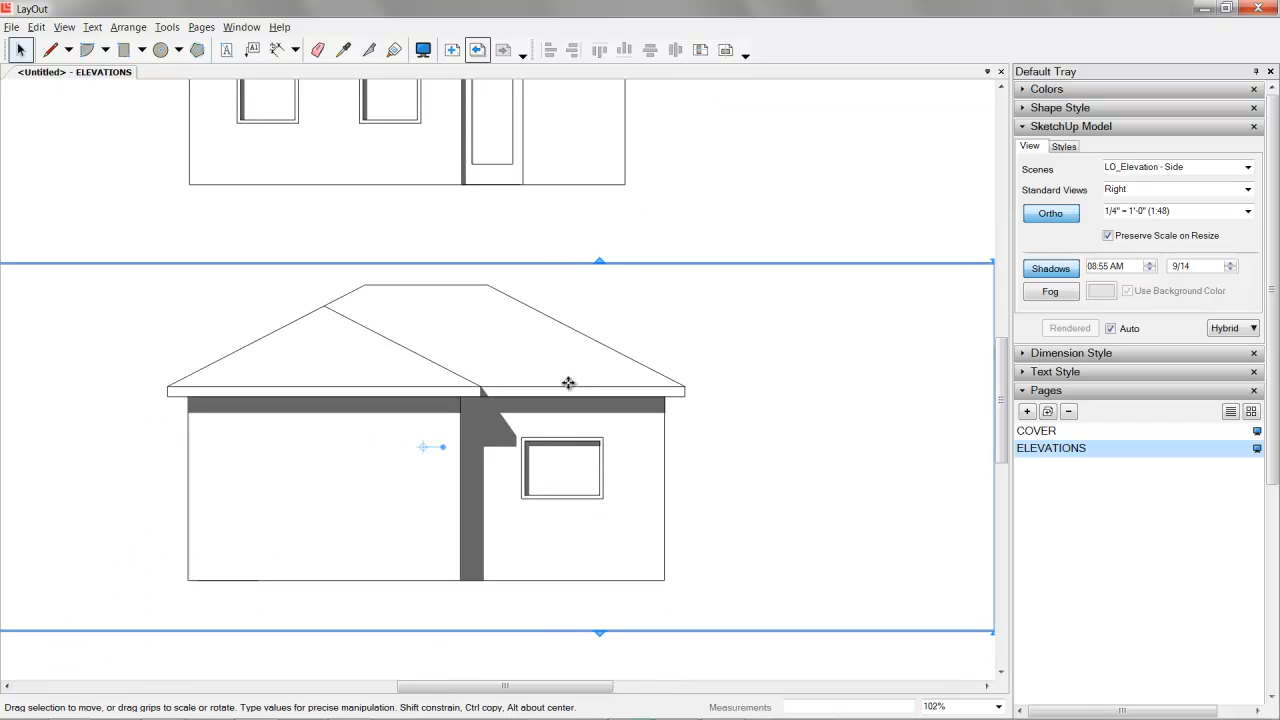 LayOut
File Edit View Text Arrange Tools Pages Window Help
<Untitled> - ELEVATIONS
Default Tray
Colors
Shape Style
SketchUp Model
View Styles
Scenes LO_Elevation - Side
Standard Views Right
Ortho 1/4" = 1'-0" (1:48)
Preserve Scale on Resize
Shadows 08:55 AM 9/14
Fog Use Background Color
Rendered Auto Hybrid
Dimension Style
Text Style
Pages
COVER
ELEVATIONS
Drag selection to move, or drag grips to scale or rotate. Type values for precise manipulation. Shift constrain, Ctrl copy, Alt about center. Measurements 102%